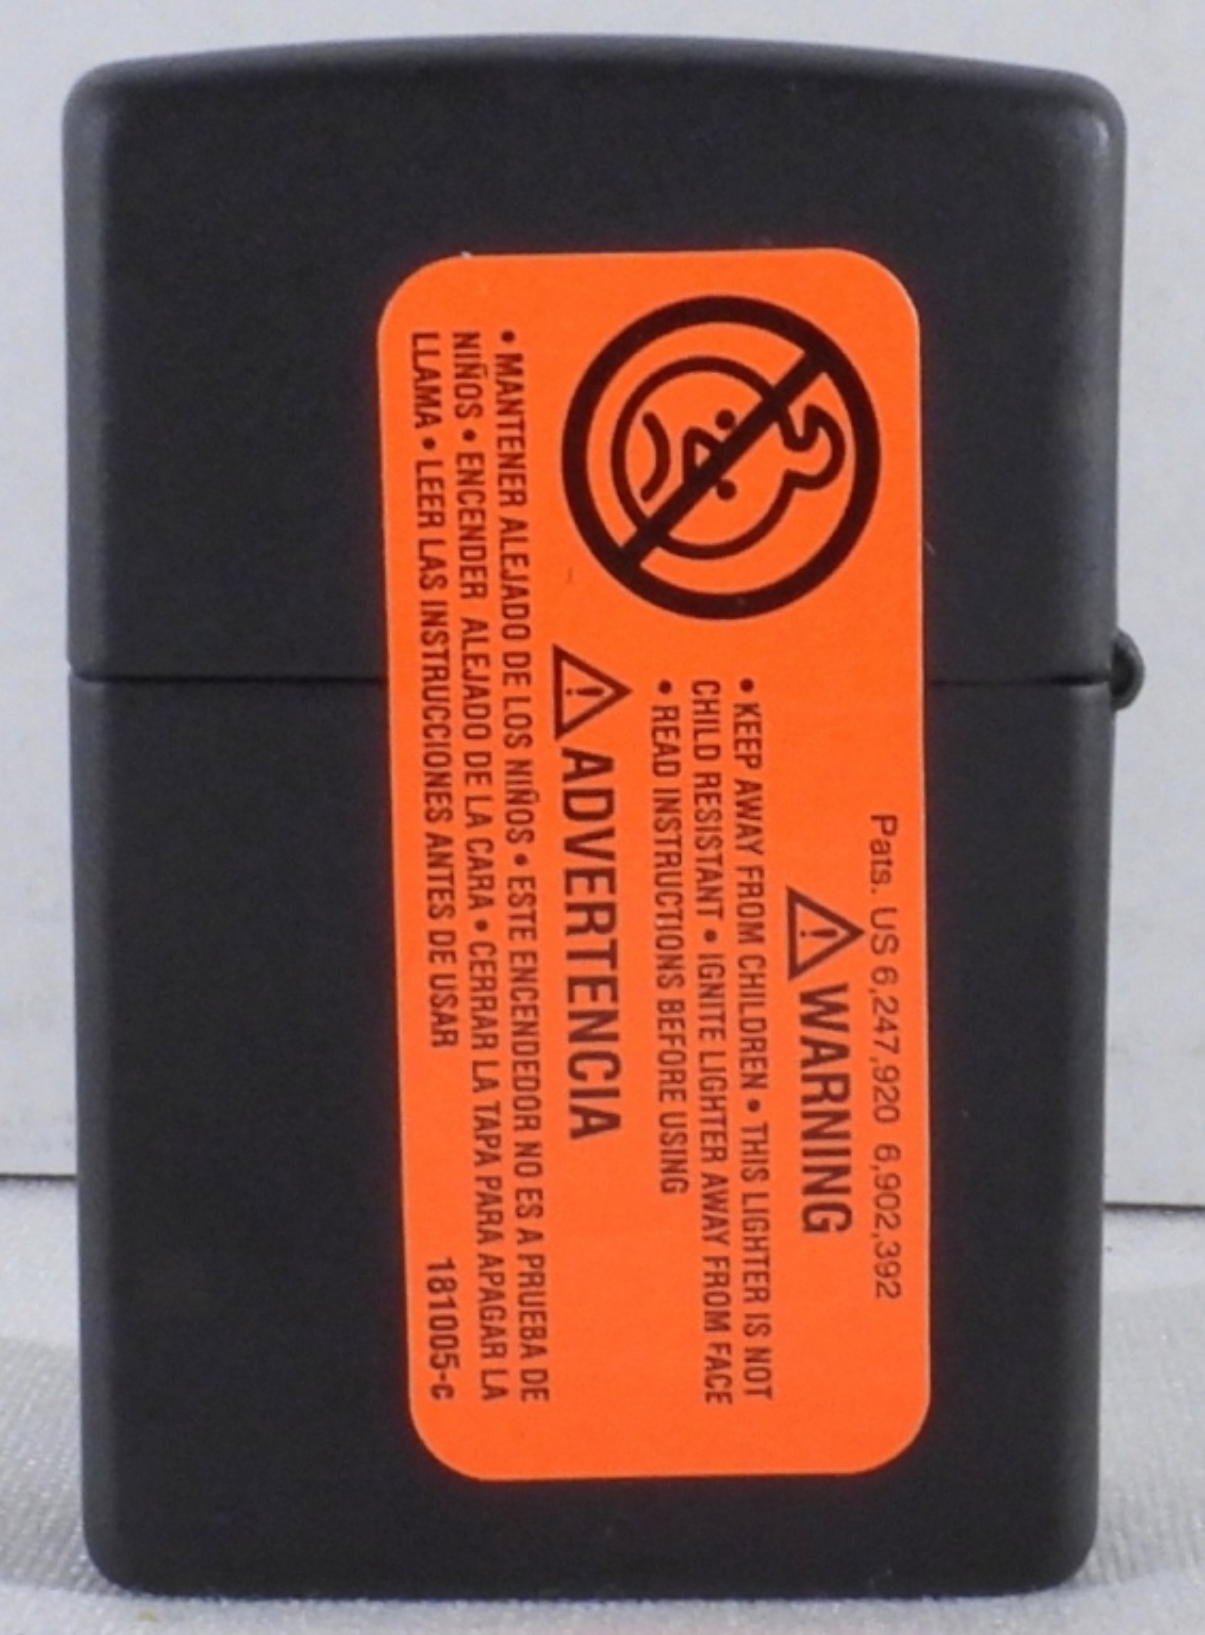 Pats. US 6,247,920 6,902,392
WARNING
• KEEP AWAY FROM CHILDREN • THIS LIGHTER IS NOT
CHILD RESISTANT • IGNITE LIGHTER AWAY FROM FACE
• READ INSTRUCTIONS BEFORE USING
ADVERTENCIA
• MANTENER ALEJADO DE LOS NIÑOS • ESTE ENCENDEDOR NO ES A PRUEBA DE
NIÑOS • ENCENDER ALEJADO DE LA CARA • CERRAR LA TAPA PARA APAGAR LA
LLAMA • LEER LAS INSTRUCCIONES ANTES DE USAR
181005-c